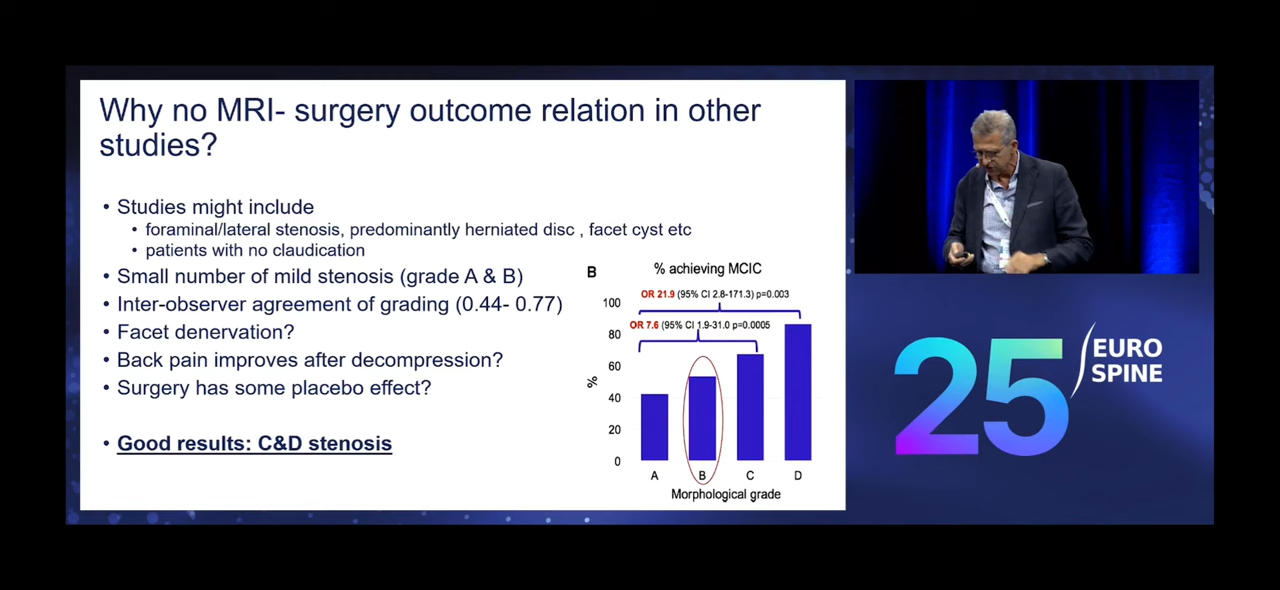 Why no MRI- surgery outcome relation in other
studies?
• Studies might include
• foraminal/lateral stenosis, predominantly herniated disc , facet cyst etc
• patients with no claudication
• Small number of mild stenosis (grade A & B)
• Inter-observer agreement of grading (0.44- 0.77)
• Facet denervation?
• Back pain improves after decompression?
• Surgery has some placebo effect?
• Good results: C&D stenosis
B
% achieving MCIC
OR 21.9 (95% CI 2.8-171.3) p=0.003
OR 7.6 (95% CI 1.9-31.0 p=0.0005
100
80
60
40
20
0
%
A B C D
Morphological grade
25
EURO
SPINE